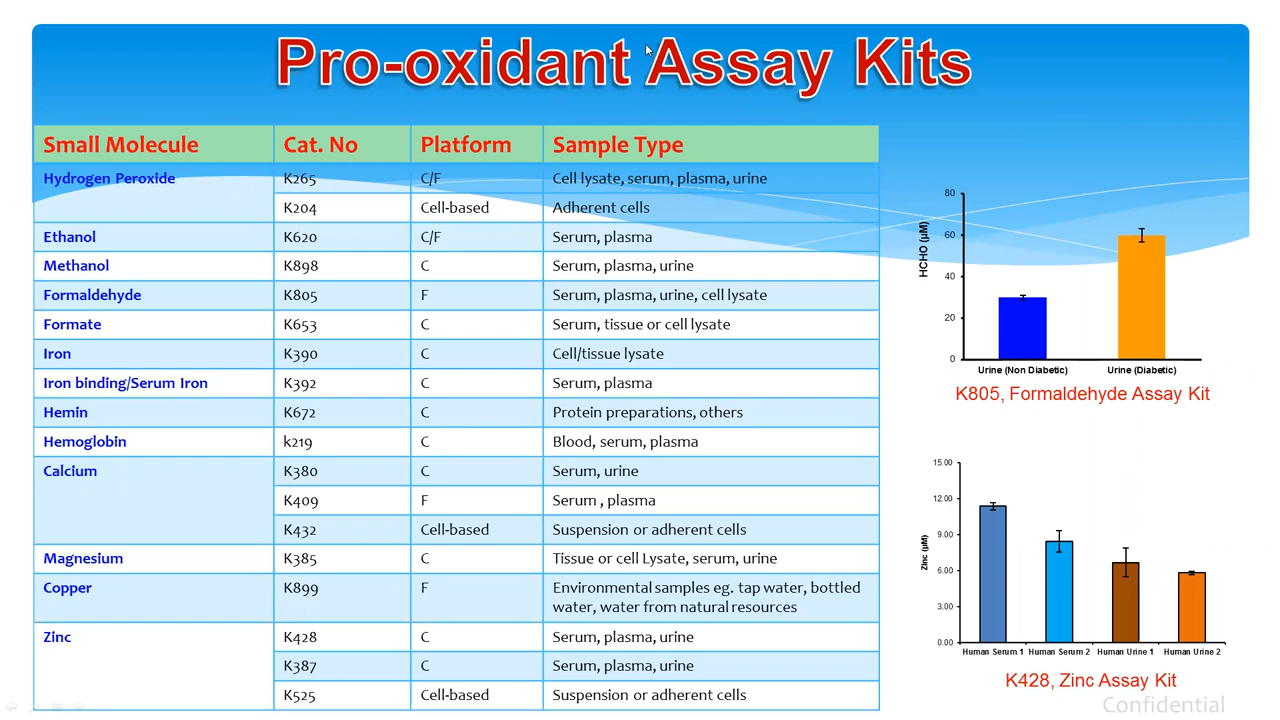 Pro-oxidant Assay Kits
Small Molecule Cat. No Platform Sample Type
Hydrogen Peroxide K265 C/F Cell lysate, serum, plasma, urine
K204 Cell-based Adherent cells
Ethanol K620 C/F Serum, plasma
Methanol K898 C Serum, plasma, urine
Formaldehyde K805 F Serum, plasma, urine, cell lysate
Formate K653 C Serum, tissue or cell lysate
Iron K390 C Cell/tissue lysate
Iron binding/Serum Iron K392 C Serum, plasma
Hemin K672 C Protein preparations, others
Hemoglobin k219 C Blood, serum, plasma
Calcium K380 C Serum, urine
K409 F Serum , plasma
K432 Cell-based Suspension or adherent cells
Magnesium K385 C Tissue or cell Lysate, serum, urine
Copper K899 F Environmental samples eg. tap water, bottled
water, water from natural resources
Zinc K428 C Serum, plasma, urine
K387 C Serum, plasma, urine
K525 Cell-based Suspension or adherent cells
HCHO (µM)
80
60
40
20
0
Urine (Non Diabetic) Urine (Diabetic)
K805, Formaldehyde Assay Kit
Zinc (µM)
15.00
12.00
9.00
6.00
3.00
0.00
Human Serum 1 Human Serum 2 Human Urine 1 Human Urine 2
K428, Zinc Assay Kit
Confidential